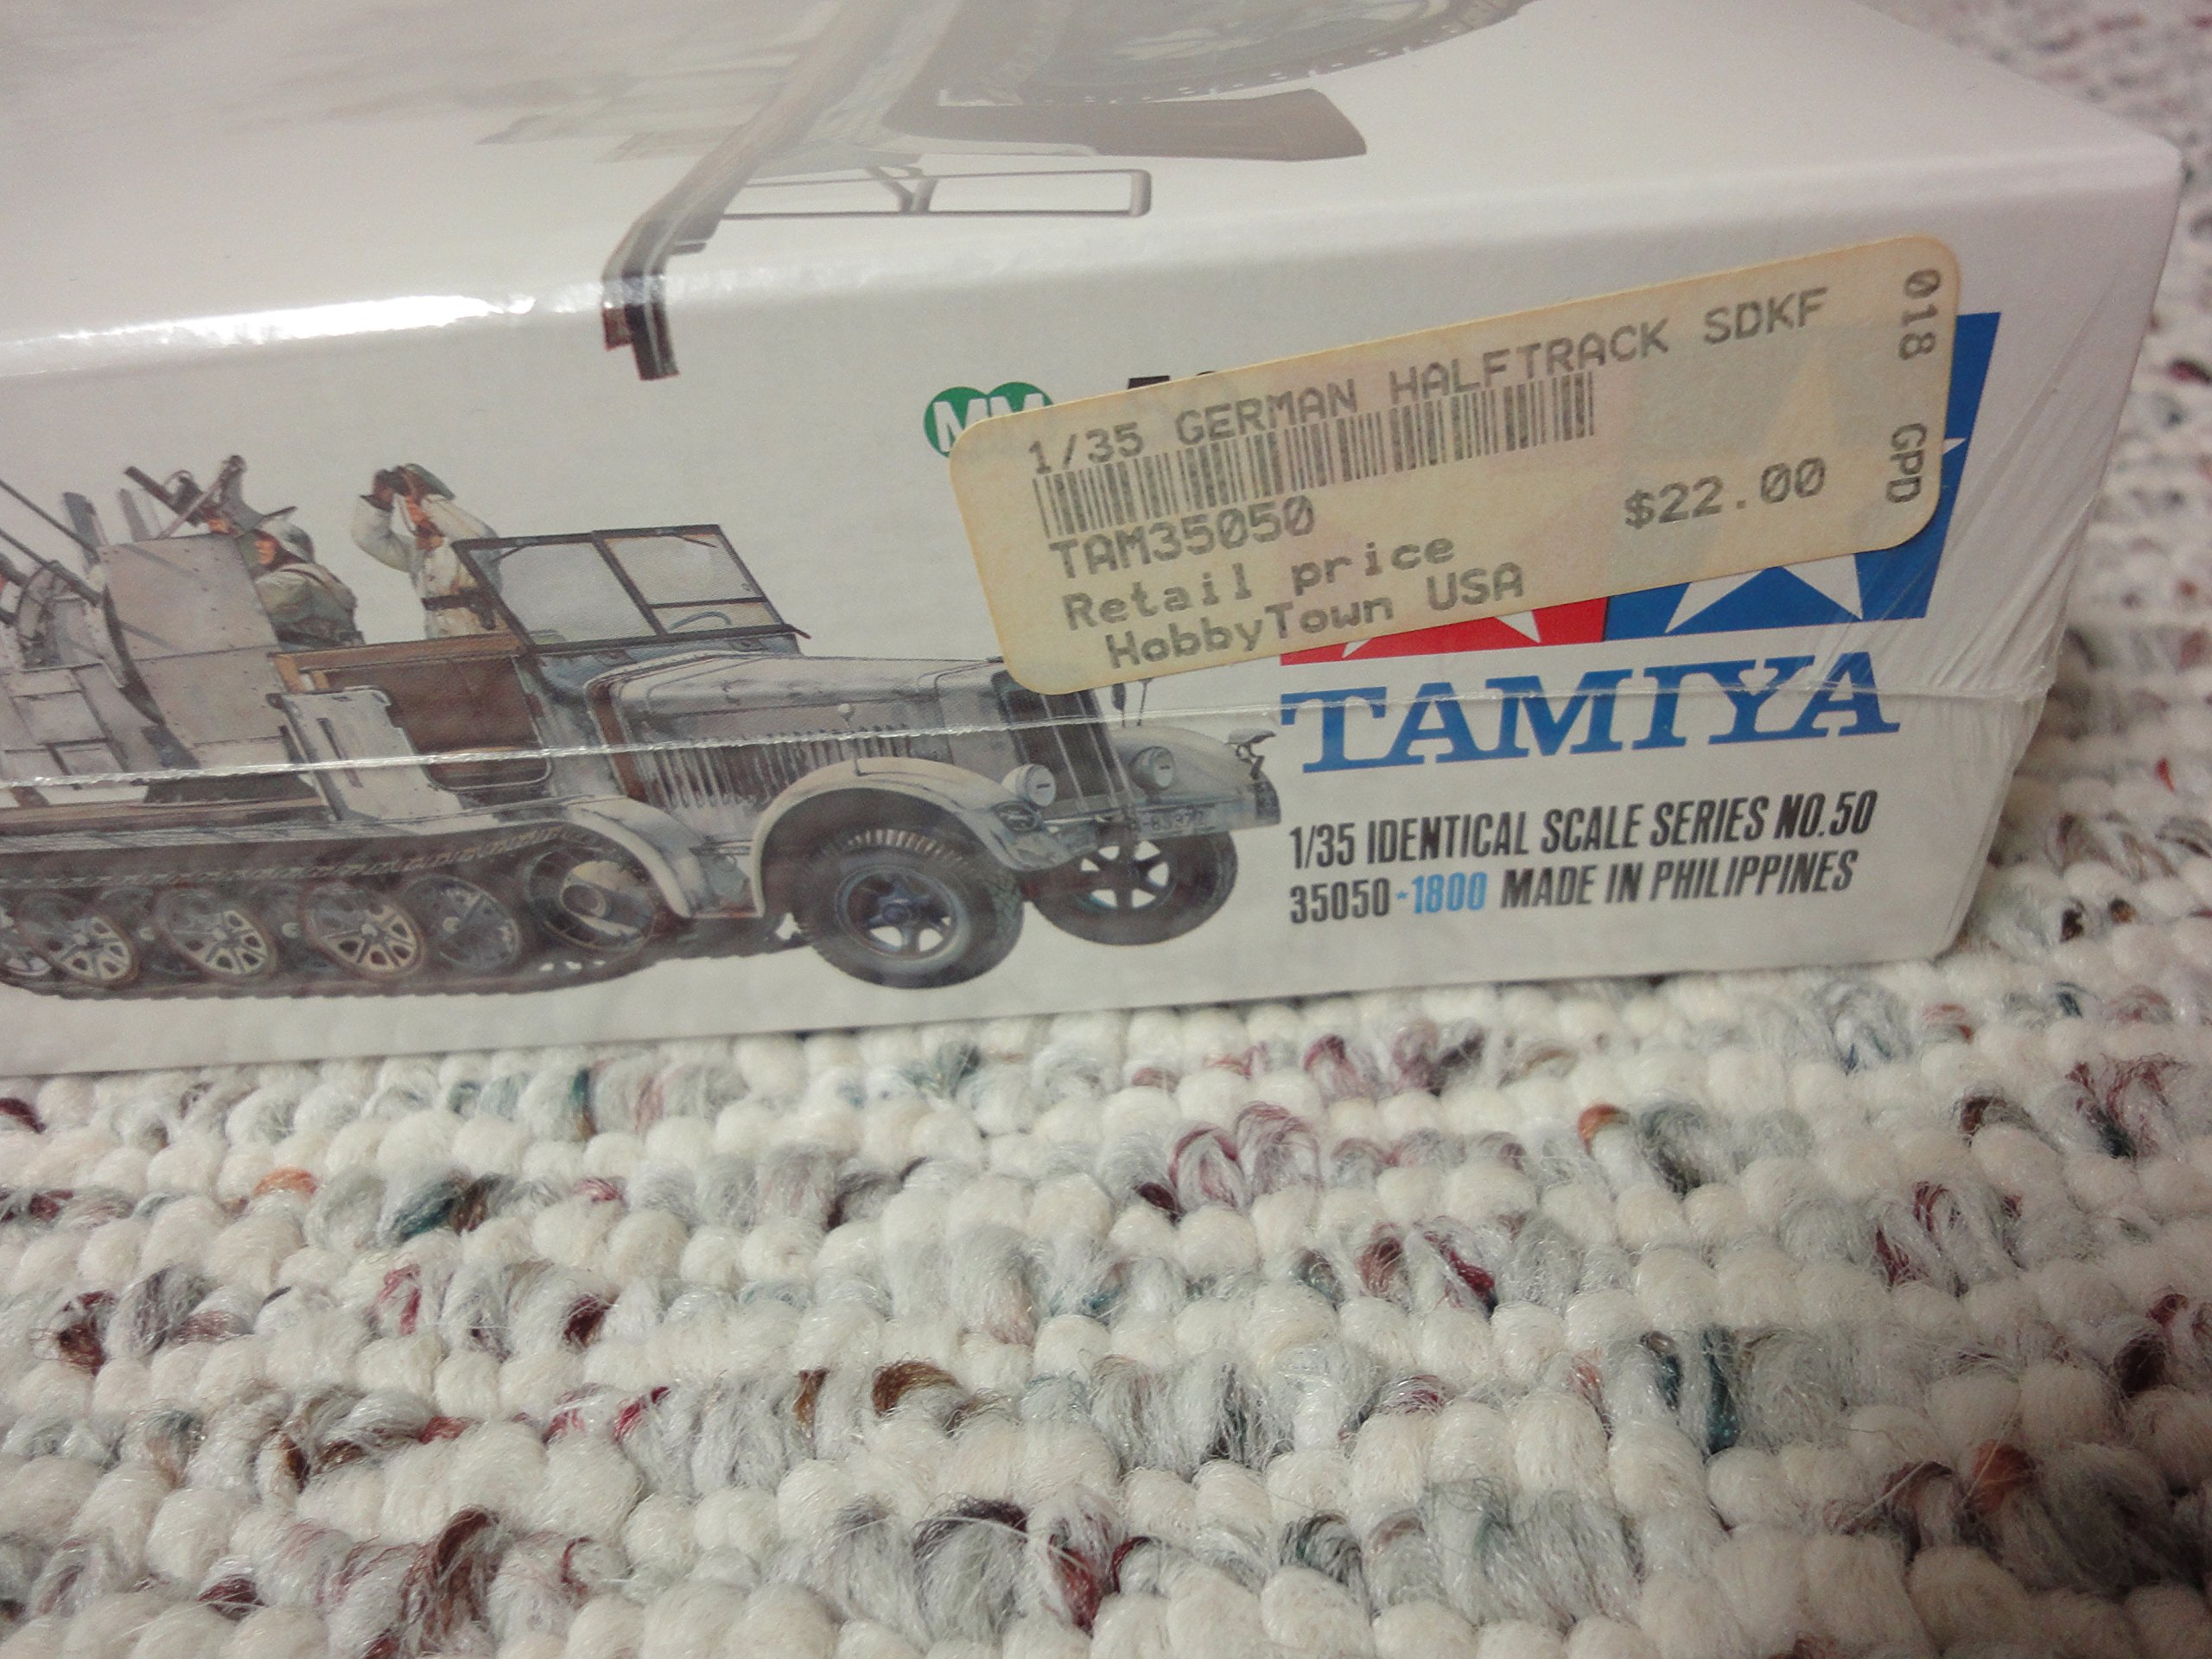 MM
1/35 GERMAN HALFTRACK SDKF
TAM35050
$22.00
Retail price
HobbyTown USA
018 GPD
TAMIYA
1/35 IDENTICAL SCALE SERIES NO.50
35050★1800 MADE IN PHILIPPINES